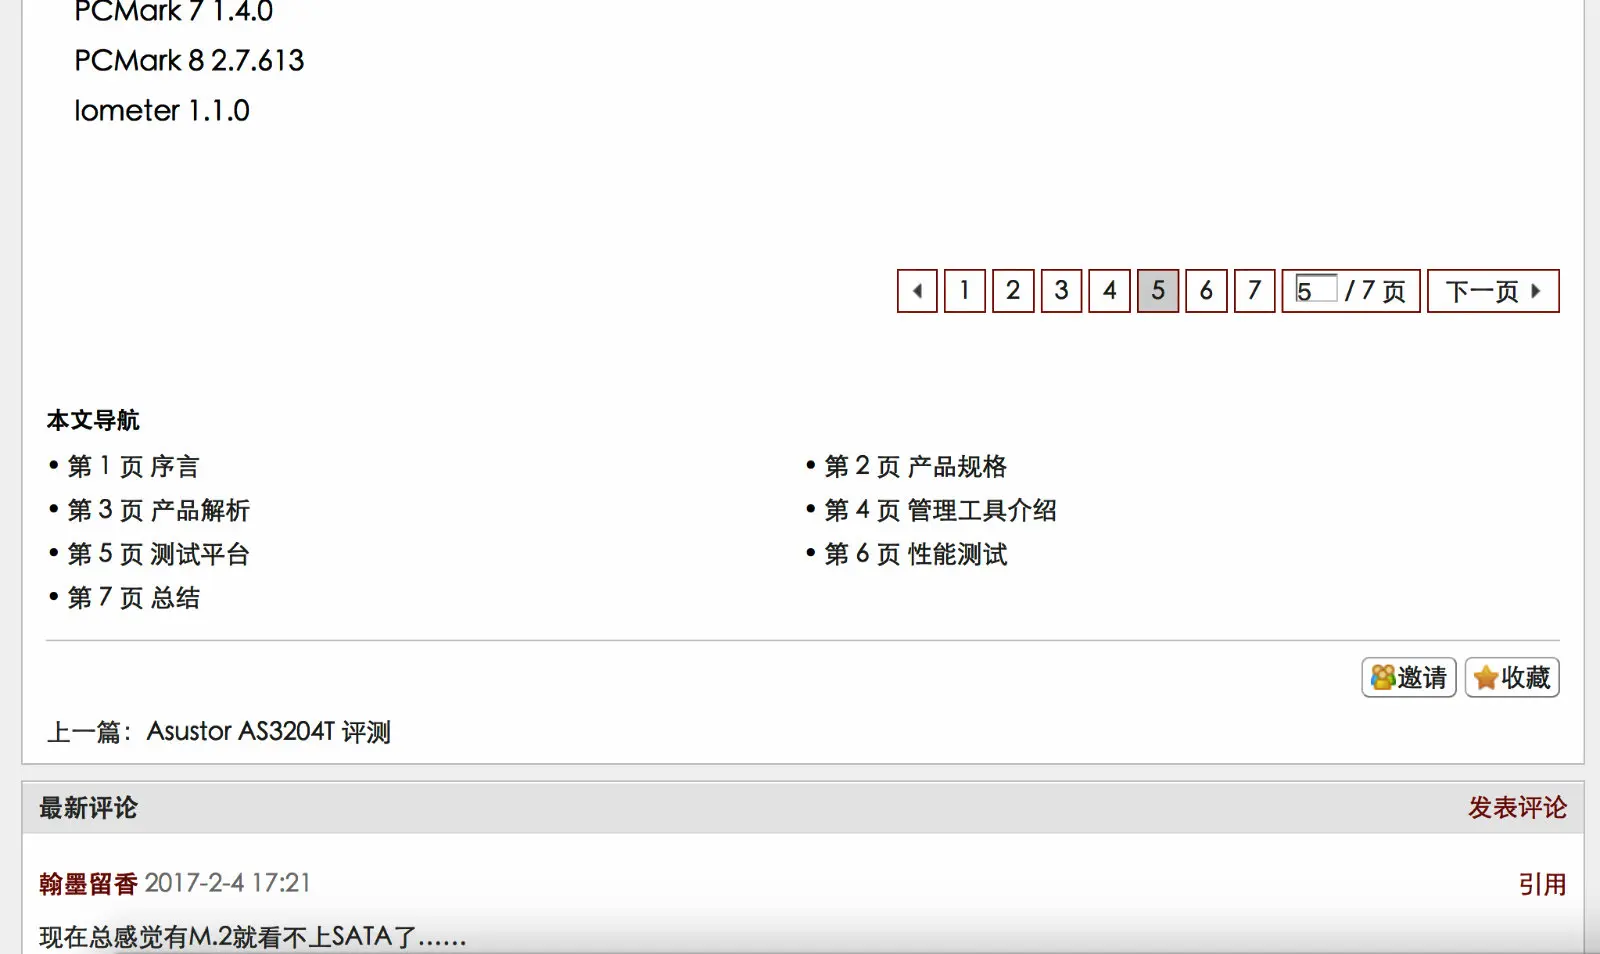 PCMark 7 1.4.0
PCMark 8 2.7.613
Iometer 1.1.0
1 2 3 4 5 6 7 5 / 7 页 下一页
本文导航
• 第 1 页 序言 • 第 2 页 产品规格
• 第 3 页 产品解析 • 第 4 页 管理工具介绍
• 第 5 页 测试平台 • 第 6 页 性能测试
• 第 7 页 总结
邀请 收藏
上一篇：Asustor AS3204T 评测
最新评论 发表评论
翰墨留香 2017-2-4 17:21 引用
现在总感觉有M.2就看不上SATA了……